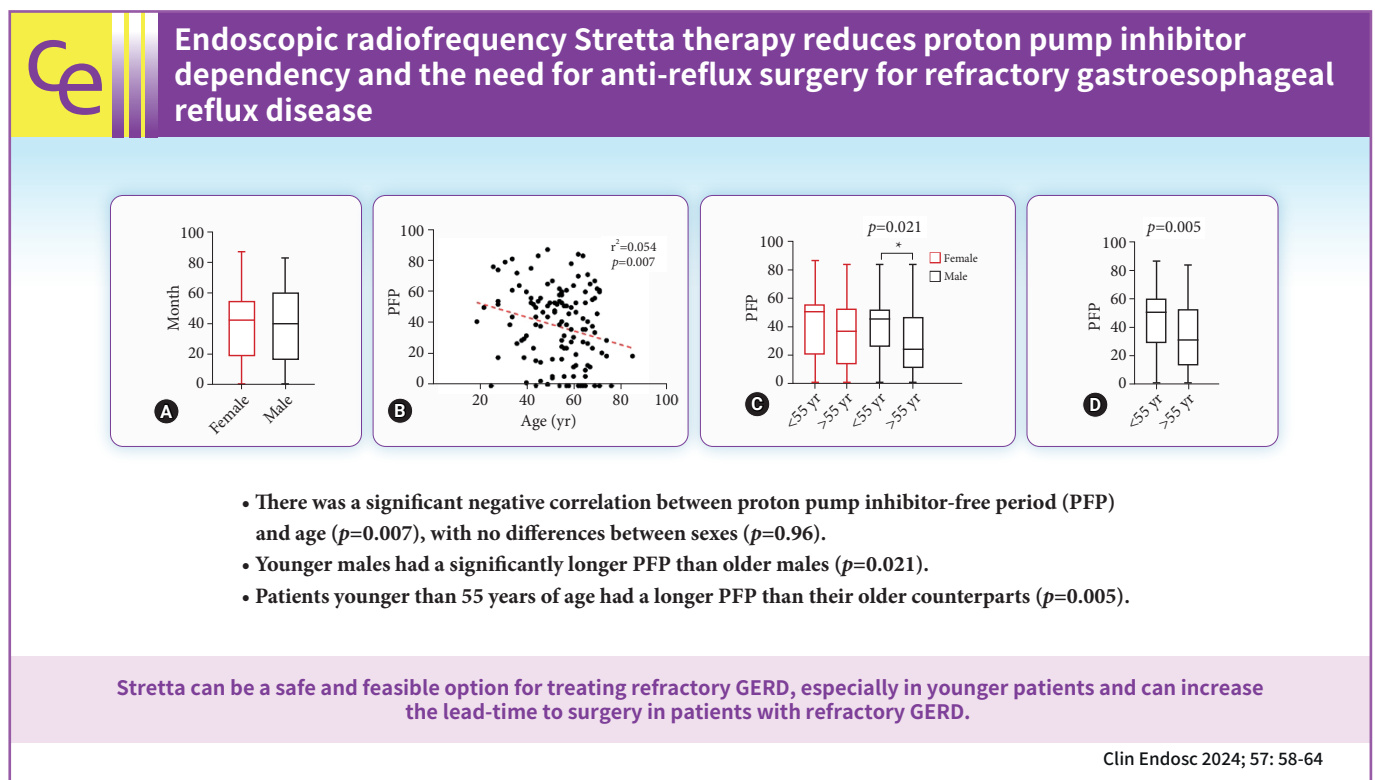 Ce
Endoscopic radiofrequency Stretta therapy reduces proton pump inhibitor
dependency and the need for anti-reflux surgery for refractory gastroesophageal
reflux disease
100
80
60
40
20
0
Month
Female
Male
A
100
80
60
40
20
0
PFP
r²=0.054
p=0.007
20
40
60
80
100
Age (yr)
B
p=0.021
*
100
80
60
40
20
0
PFP
Female
Male
<55 yr
>55 yr
<55 yr
>55 yr
C
p=0.005
100
80
60
40
20
0
PFP
<55 yr
>55 yr
D
• There was a significant negative correlation between proton pump inhibitor-free period (PFP)
and age (p=0.007), with no differences between sexes (p=0.96).
• Younger males had a significantly longer PFP than older males (p=0.021).
• Patients younger than 55 years of age had a longer PFP than their older counterparts (p=0.005).
Stretta can be a safe and feasible option for treating refractory GERD, especially in younger patients and can increase
the lead-time to surgery in patients with refractory GERD.
Clin Endosc 2024; 57: 58-64